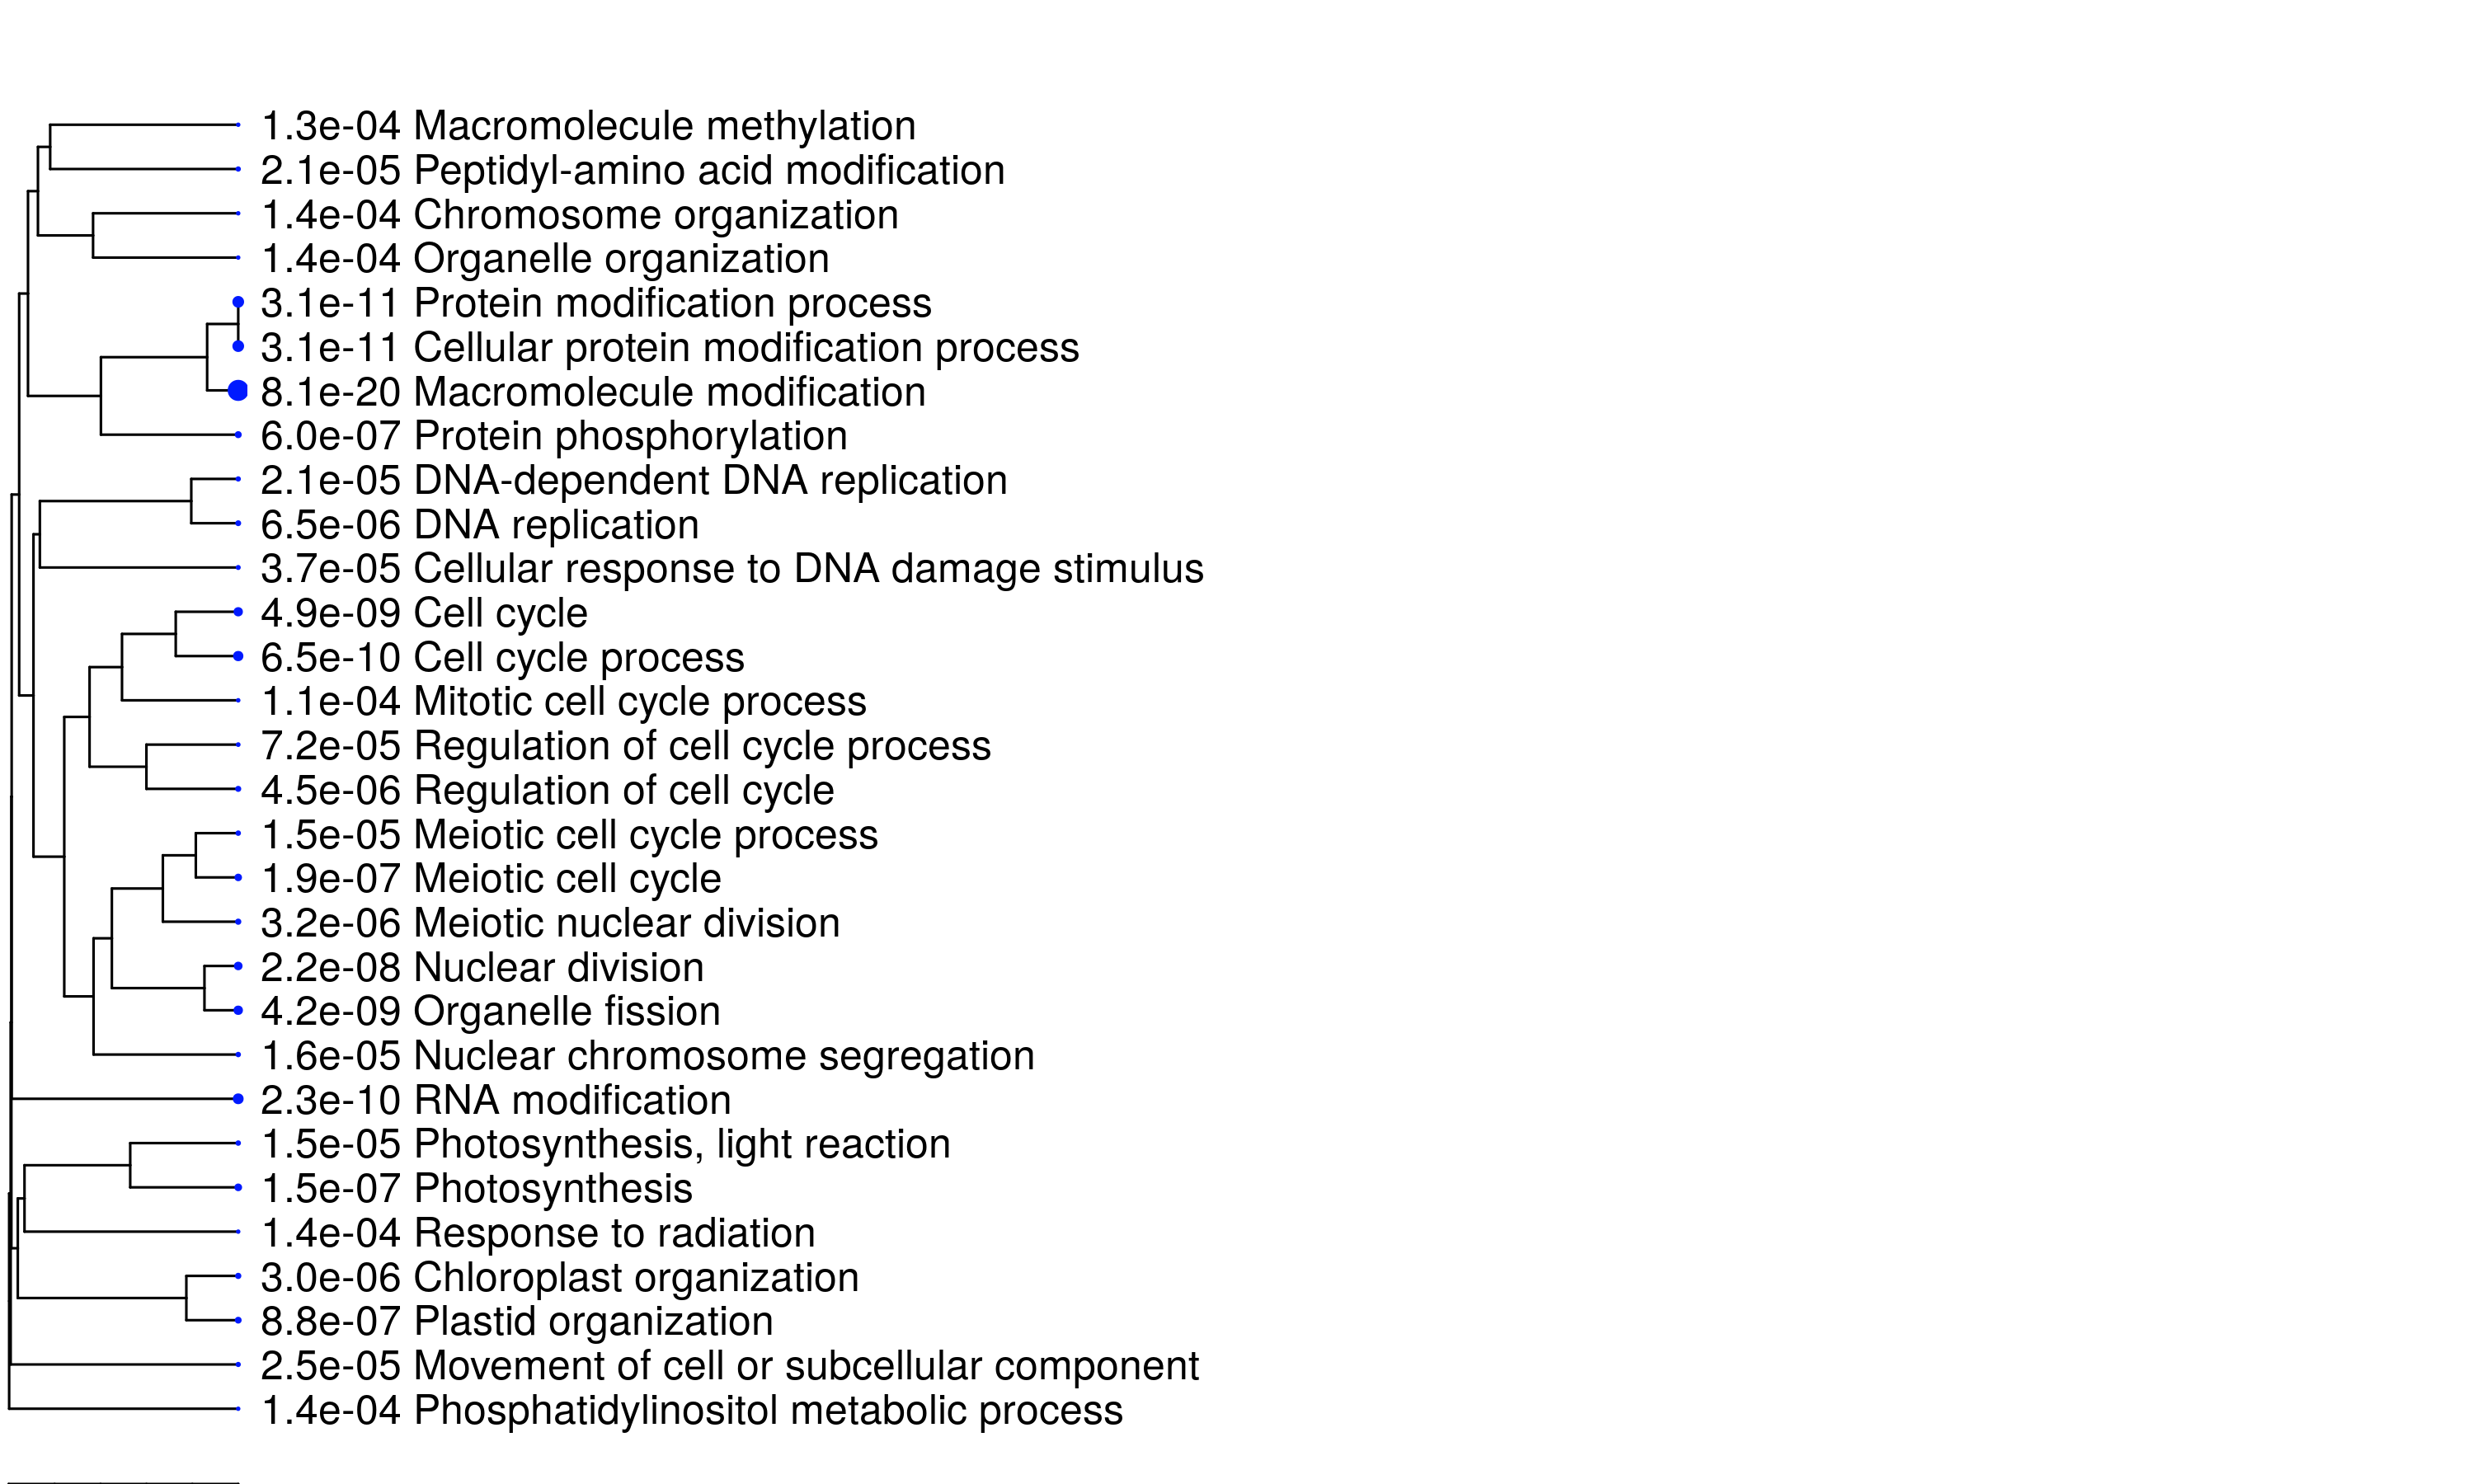 1.3e-04 Macromolecule methylation
2.1e-05 Peptidyl-amino acid modification
1.4e-04 Chromosome organization
1.4e-04 Organelle organization
3.1e-11 Protein modification process
3.1e-11 Cellular protein modification process
8.1e-20 Macromolecule modification
6.0e-07 Protein phosphorylation
2.1e-05 DNA-dependent DNA replication
6.5e-06 DNA replication
3.7e-05 Cellular response to DNA damage stimulus
4.9e-09 Cell cycle
6.5e-10 Cell cycle process
1.1e-04 Mitotic cell cycle process
7.2e-05 Regulation of cell cycle process
4.5e-06 Regulation of cell cycle
1.5e-05 Meiotic cell cycle process
1.9e-07 Meiotic cell cycle
3.2e-06 Meiotic nuclear division
2.2e-08 Nuclear division
4.2e-09 Organelle fission
1.6e-05 Nuclear chromosome segregation
2.3e-10 RNA modification
1.5e-05 Photosynthesis, light reaction
1.5e-07 Photosynthesis
1.4e-04 Response to radiation
3.0e-06 Chloroplast organization
8.8e-07 Plastid organization
2.5e-05 Movement of cell or subcellular component
1.4e-04 Phosphatidylinositol metabolic process